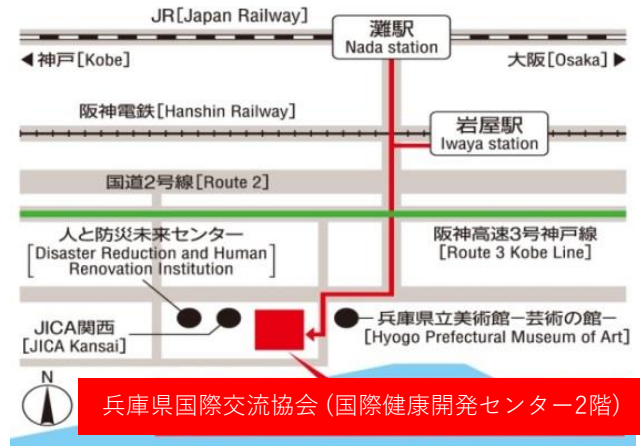 JR[Japan Railway]
灘駅
Nada station
◀神戸[Kobe]
大阪[Osaka]▶
阪神電鉄[Hanshin Railway]
岩屋駅
Iwaya station
国道2号線[Route 2]
人と防災未来センター
[Disaster Reduction and Human
Renovation Institution]
阪神高速3号神戸線
[Route 3 Kobe Line]
JICA関西
[JICA Kansai]
兵庫県立美術館−芸術の館−
[Hyogo Prefectural Museum of Art]
N
兵庫県国際交流協会 (国際健康開発センター2階)